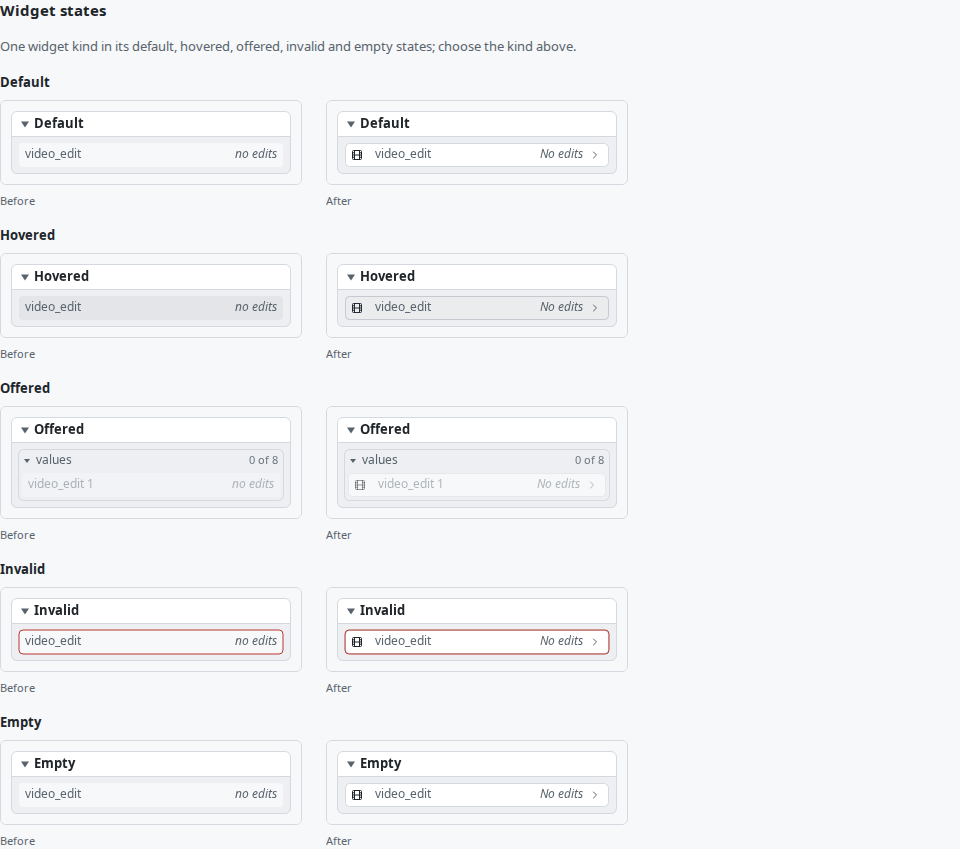 Widget states
One widget kind in its default, hovered, offered, invalid and empty states; choose the kind above.
Default
Default
video_edit no edits
Default
video_edit No edits
Before
After
Hovered
Hovered
video_edit no edits
Hovered
video_edit No edits
Before
After
Offered
Offered
values 0 of 8
video_edit 1 no edits
Offered
values 0 of 8
video_edit 1 No edits
Before
After
Invalid
Invalid
video_edit no edits
Invalid
video_edit No edits
Before
After
Empty
Empty
video_edit no edits
Empty
video_edit No edits
Before
After